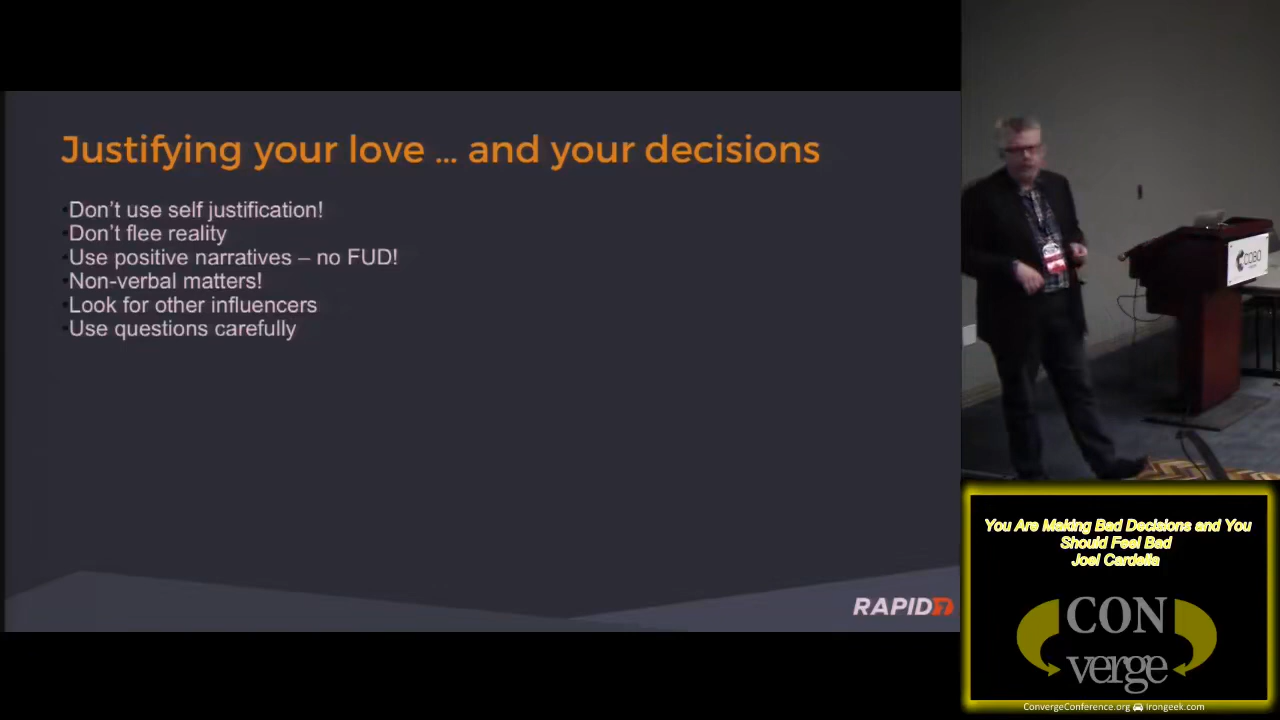 Justifying your love ... and your decisions
•Don't use self justification!
•Don't flee reality
•Use positive narratives – no FUD!
•Non-verbal matters!
•Look for other influencers
•Use questions carefully
RAPID7
COBO
You Are Making Bad Decisions and You
Should Feel Bad
Joel Cardella
CON
verge
ConvergeConference.org Irongeek.com